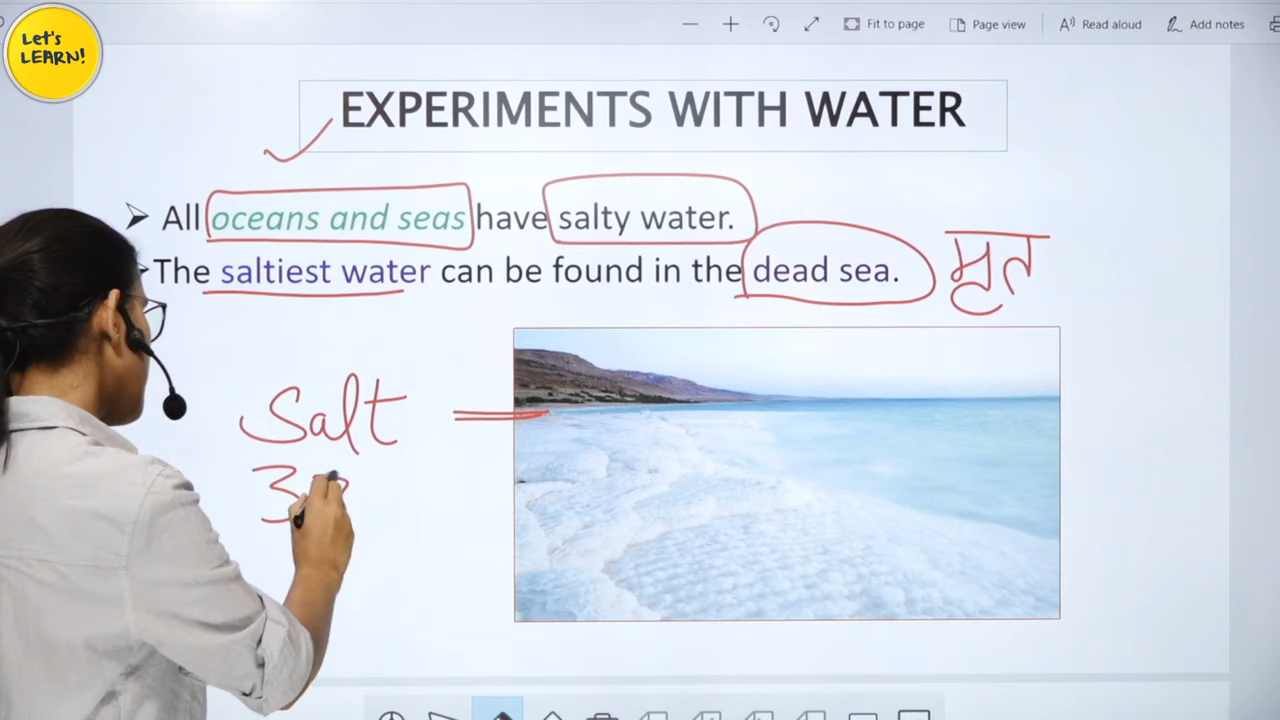 Let's
LEARN!
Fit to page
Page view
Read aloud
Add notes
EXPERIMENTS WITH WATER
➢ All oceans and seas have salty water.
➢ The saltiest water can be found in the dead sea.
मृत
Salt